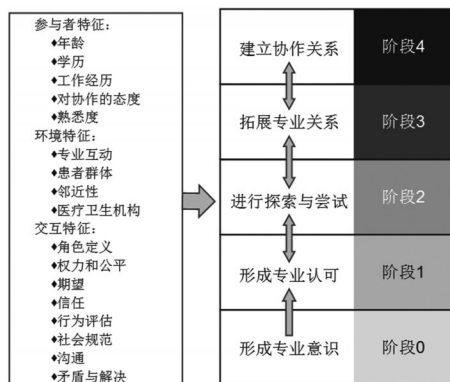 参与者特征:
♦年龄
♦学历
♦工作经历
♦对协作的态度
♦熟悉度
环境特征:
♦专业互动
♦患者群体
♦邻近性
♦医疗卫生机构
交互特征:
♦角色定义
♦权力和公平
♦期望
♦信任
♦行为评估
♦社会规范
♦沟通
♦矛盾与解决
建立协作关系 阶段4
拓展专业关系 阶段3
进行探索与尝试 阶段2
形成专业认可 阶段1
形成专业意识 阶段0